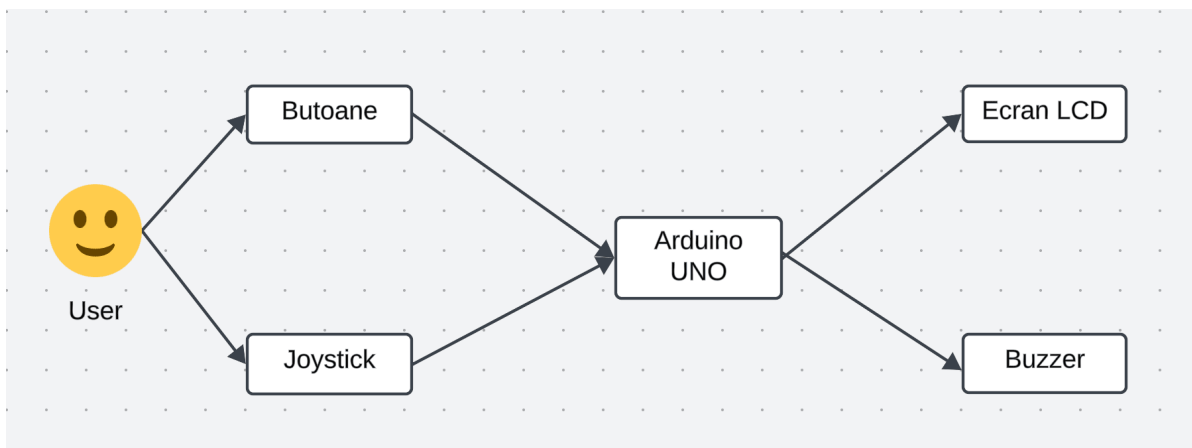 Butoane
Ecran LCD
Arduino
UNO
User
Joystick
Buzzer